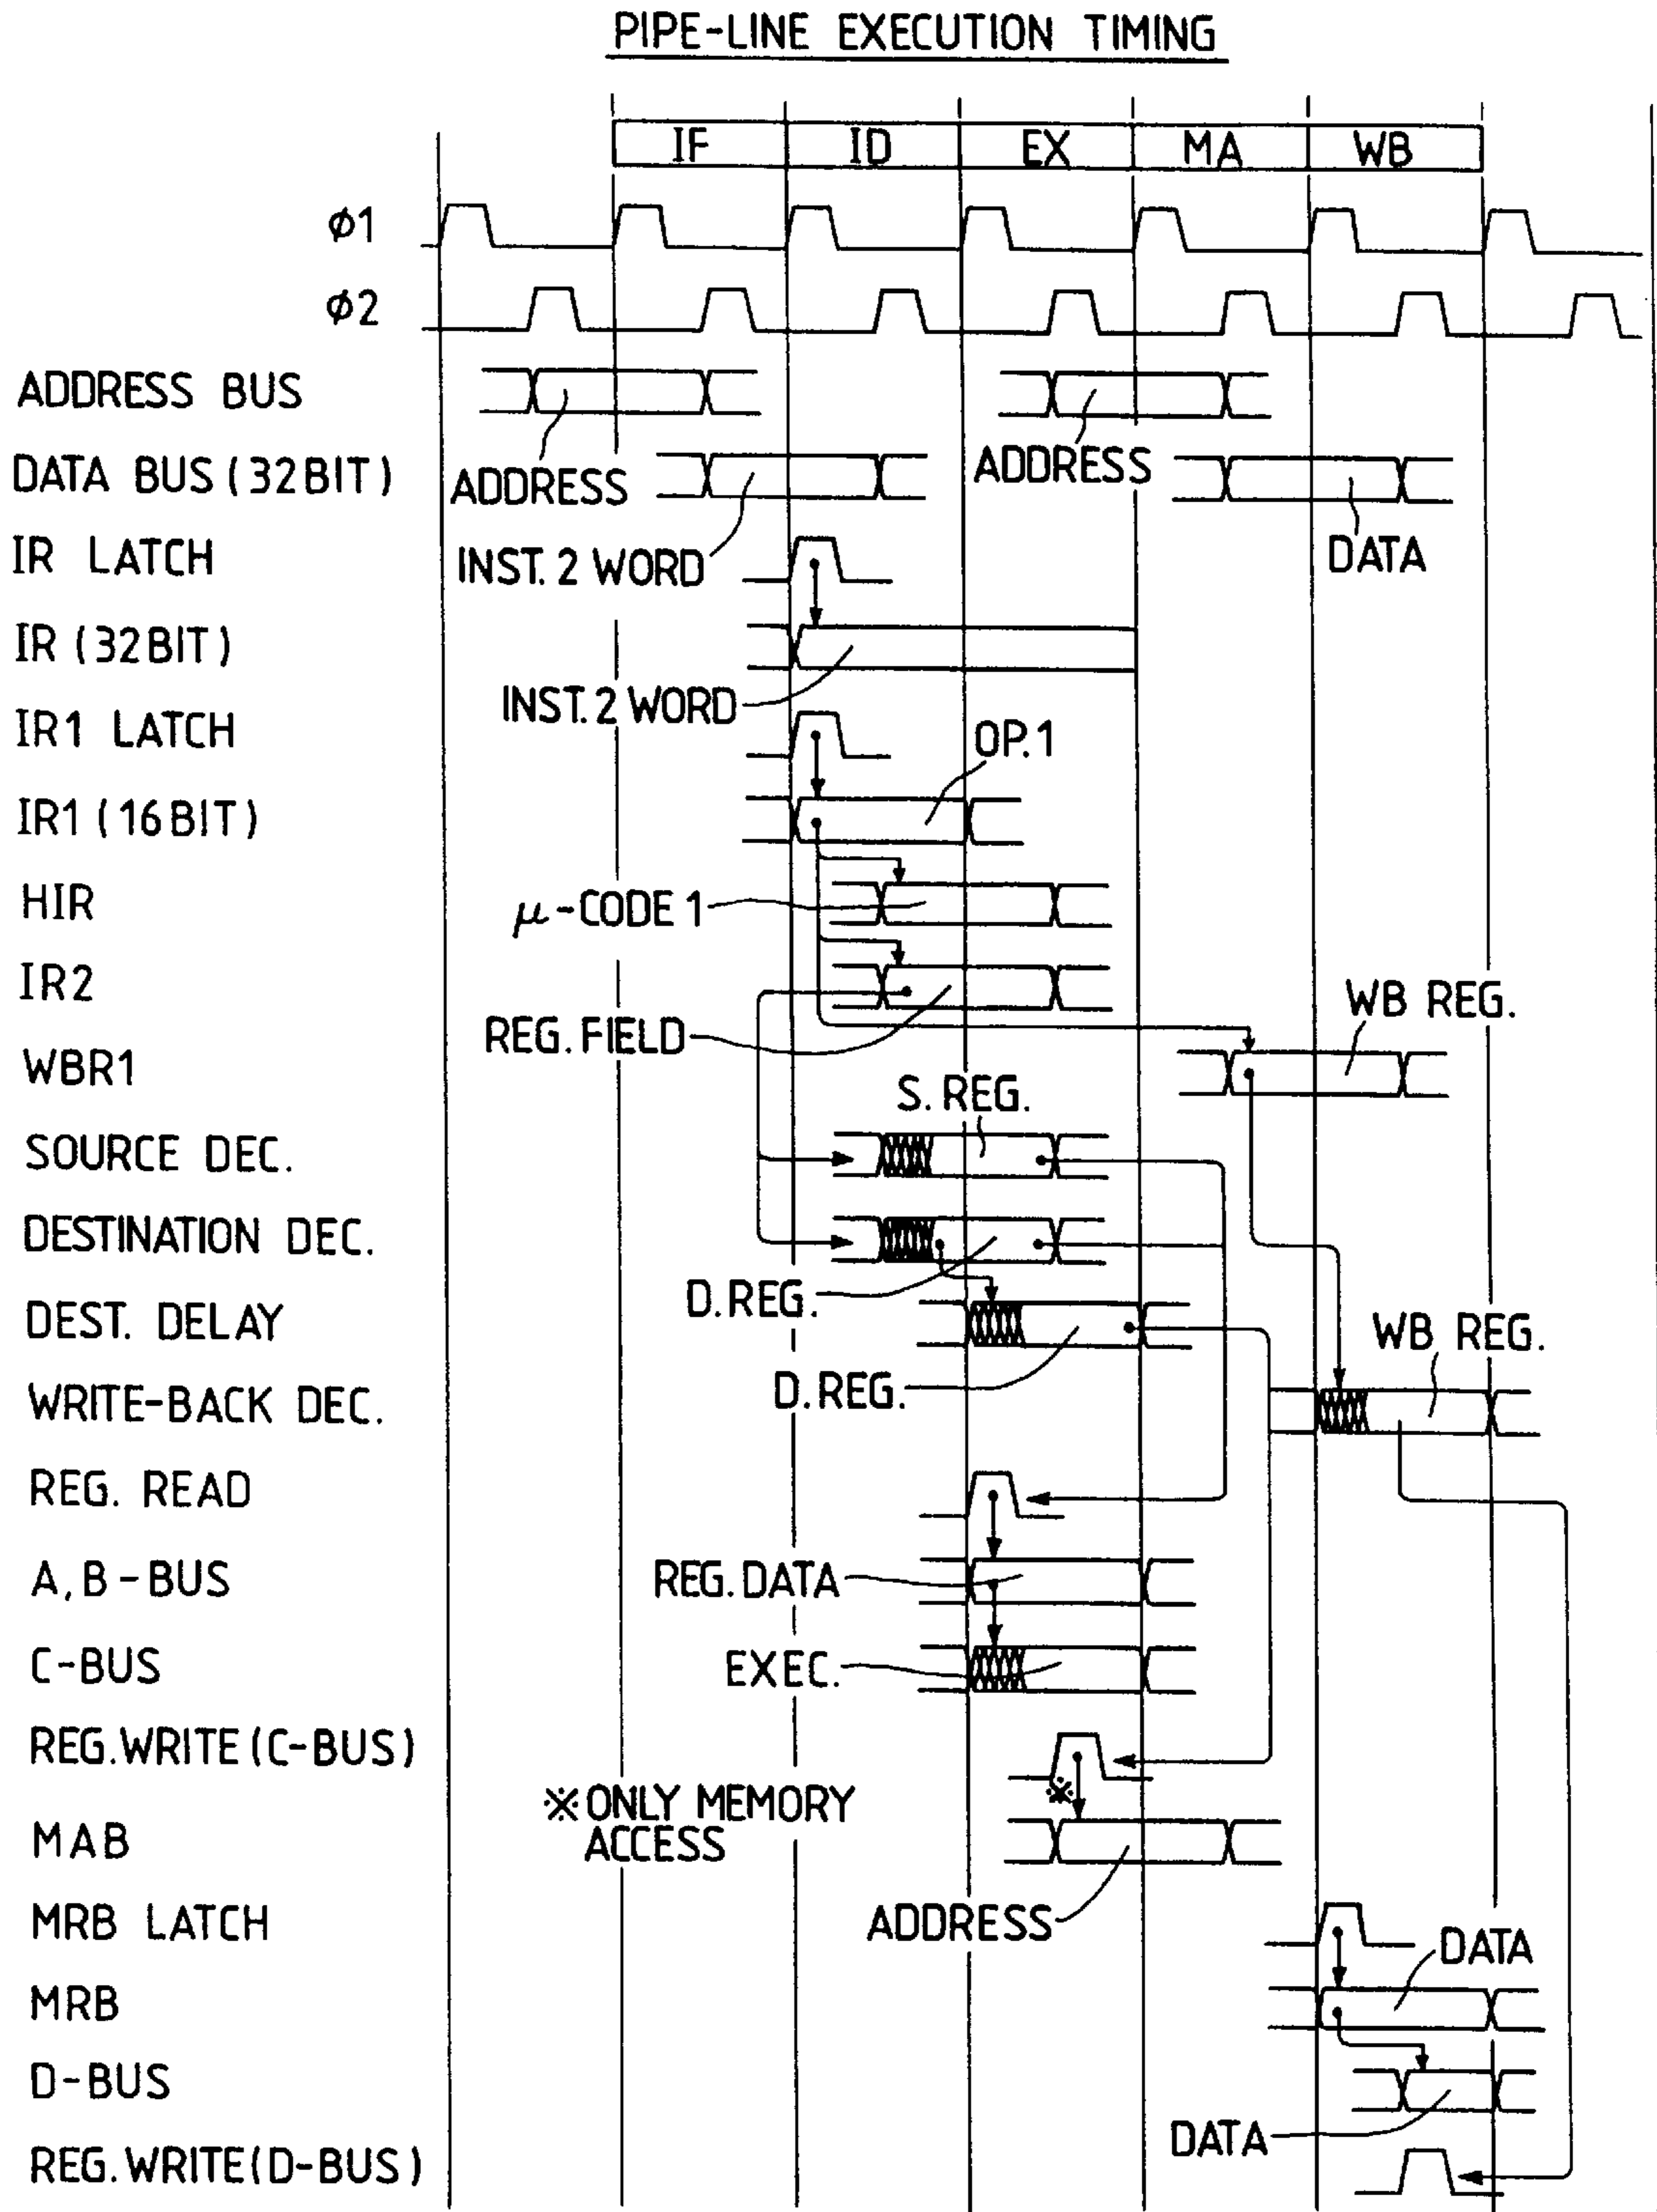 PIPE-LINE EXECUTION TIMING
IF ID EX MA WB
φ1
φ2
ADDRESS BUS
ADDRESS
ADDRESS
DATA BUS (32BIT)
INST. 2 WORD
DATA
IR LATCH
IR (32BIT)
INST. 2 WORD
IR1 LATCH
OP.1
IR1 (16BIT)
HIR
μ-CODE 1
IR2
REG. FIELD
WB REG.
WBR1
S. REG.
SOURCE DEC.
DESTINATION DEC.
D.REG.
DEST. DELAY
D.REG.
WB REG.
WRITE-BACK DEC.
REG. READ
A, B-BUS
REG. DATA
C-BUS
EXEC.
REG.WRITE(C-BUS)
※
※ONLY MEMORY
ACCESS
MAB
ADDRESS
MRB LATCH
DATA
MRB
D-BUS
DATA
REG.WRITE(D-BUS)